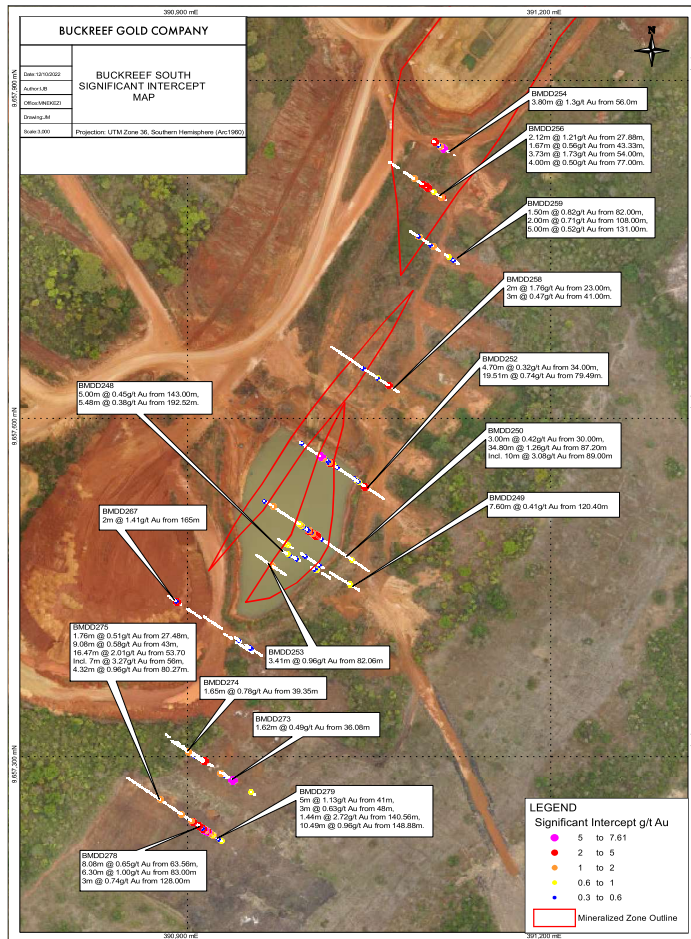 390,900 mE
391,200 mE
BUCKREEF GOLD COMPANY
Date:12/10/2022
Author:IJB
Office:MNEKEZI
Drawing:JM
Scale:3,000
BUCKREEF SOUTH
SIGNIFICANT INTERCEPT
MAP
Projection: UTM Zone 36, Southern Hemisphere (Arc1960)
N
9,657,900 mN
BMDD254
3.80m @ 1.3g/t Au from 56.0m
BMDD256
2.12m @ 1.21g/t Au from 27.88m,
1.67m @ 0.56g/t Au from 43.33m,
3.73m @ 1.73g/t Au from 54.00m,
4.00m @ 0.50g/t Au from 77.00m,
BMDD259
1.50m @ 0.82g/t Au from 82.00m,
2.00m @ 0.71g/t Au from 108.00m,
5.00m @ 0.52g/t Au from 131.00m,
BMDD258
2m @ 1.76g/t Au from 23.00m,
3m @ 0.47g/t Au from 41.00m.
BMDD252
4.70m @ 0.32g/t Au from 34.00m,
19.51m @ 0.74g/t Au from 79.49m.
BMDD248
5.00m @ 0.45g/t Au from 143.00m,
5.48m @ 0.38g/t Au from 192.52m.
BMDD250
3.00m @ 0.42g/t Au from 30.00m,
34.80m @ 1.26g/t Au from 87.20m
Incl. 10m @ 3.08g/t Au from 89.00m
BMDD249
7.60m @ 0.41g/t Au from 120.40m
BMDD267
2m @ 1.41g/t Au from 165m
BMDD275
1.76m @ 0.51g/t Au from 27.48m,
9.08m @ 0.58g/t Au from 43m,
16.47m @ 2.01g/t Au from 53.70
Incl. 7m @ 3.27g/t Au from 56m,
4.32m @ 0.96g/t Au from 80.27m.
BMDD253
3.41m @ 0.96g/t Au from 82.06m
BMDD274
1.65m @ 0.78g/t Au from 39.35m
BMDD273
1.62m @ 0.49g/t Au from 36.08m
9,657,300 mN
BMDD279
5m @ 1.13g/t Au from 41m,
3m @ 0.63g/t Au from 48m,
1.44m @ 2.72g/t Au from 140.56m,
10.49m @ 0.96g/t Au from 148.88m.
BMDD278
8.08m @ 0.65g/t Au from 63.56m,
6.30m @ 1.00g/t Au from 83.00m
3m @ 0.74g/t Au from 128.00m
LEGEND
Significant Intercept g/t Au
5 to 7.61
2 to 5
1 to 2
0.6 to 1
0.3 to 0.6
Mineralized Zone Outline
390,900 mE
391,200 mE